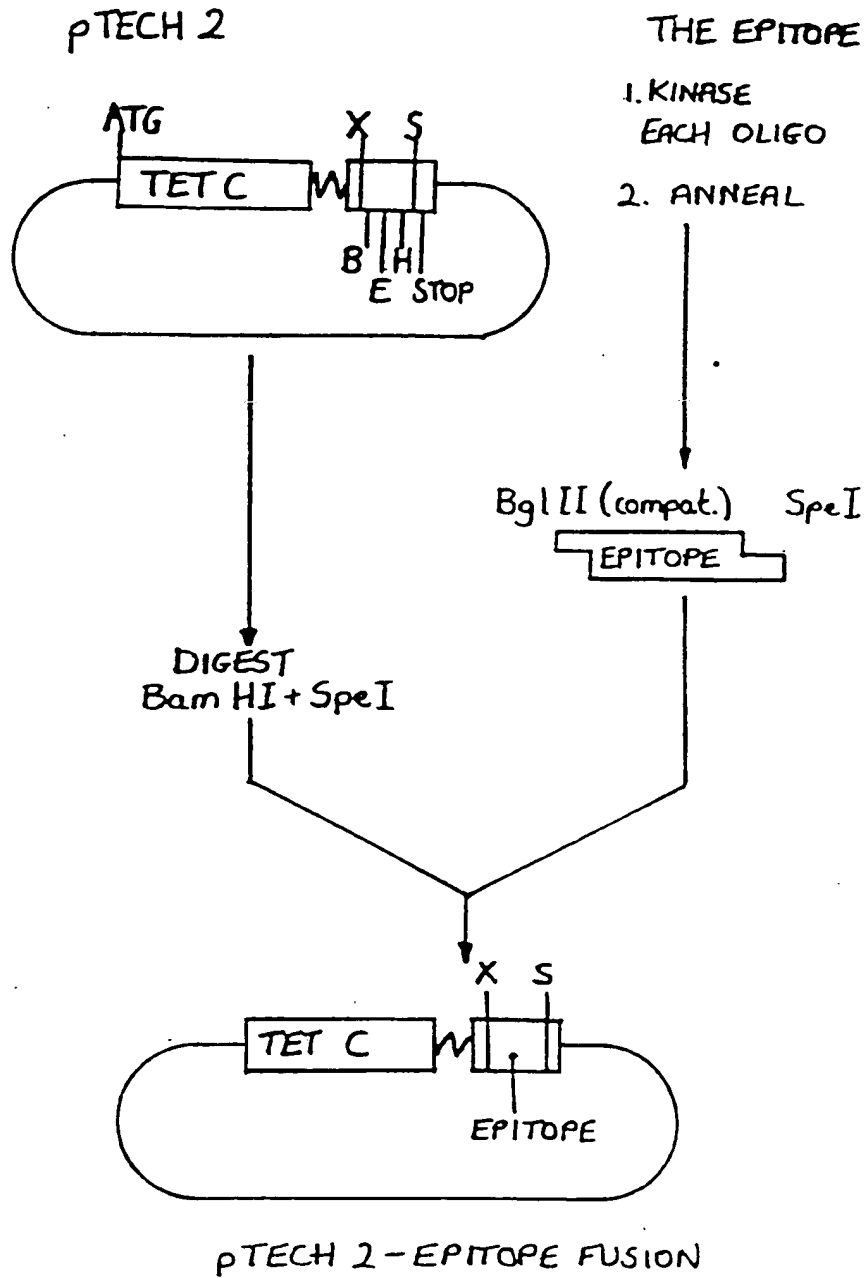 pTECH 2
ATG
X S
TET C
B
E
H
STOP
THE EPITOPE
1. KINASE
EACH OLIGO
2. ANNEAL
Bgl II (compat.) SpeI
EPITOPE
DIGEST
Bam HI + SpeI
X S
TET C
EPITOPE
pTECH 2 - EPITOPE FUSION